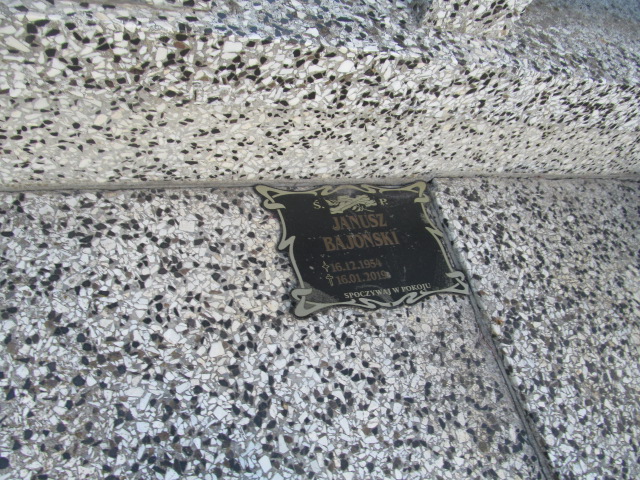 Ś. P.
JANUSZ
BAJOŃSKI
16.12.1954
16.01.2019
SPOCZYWAJ W POKOJU